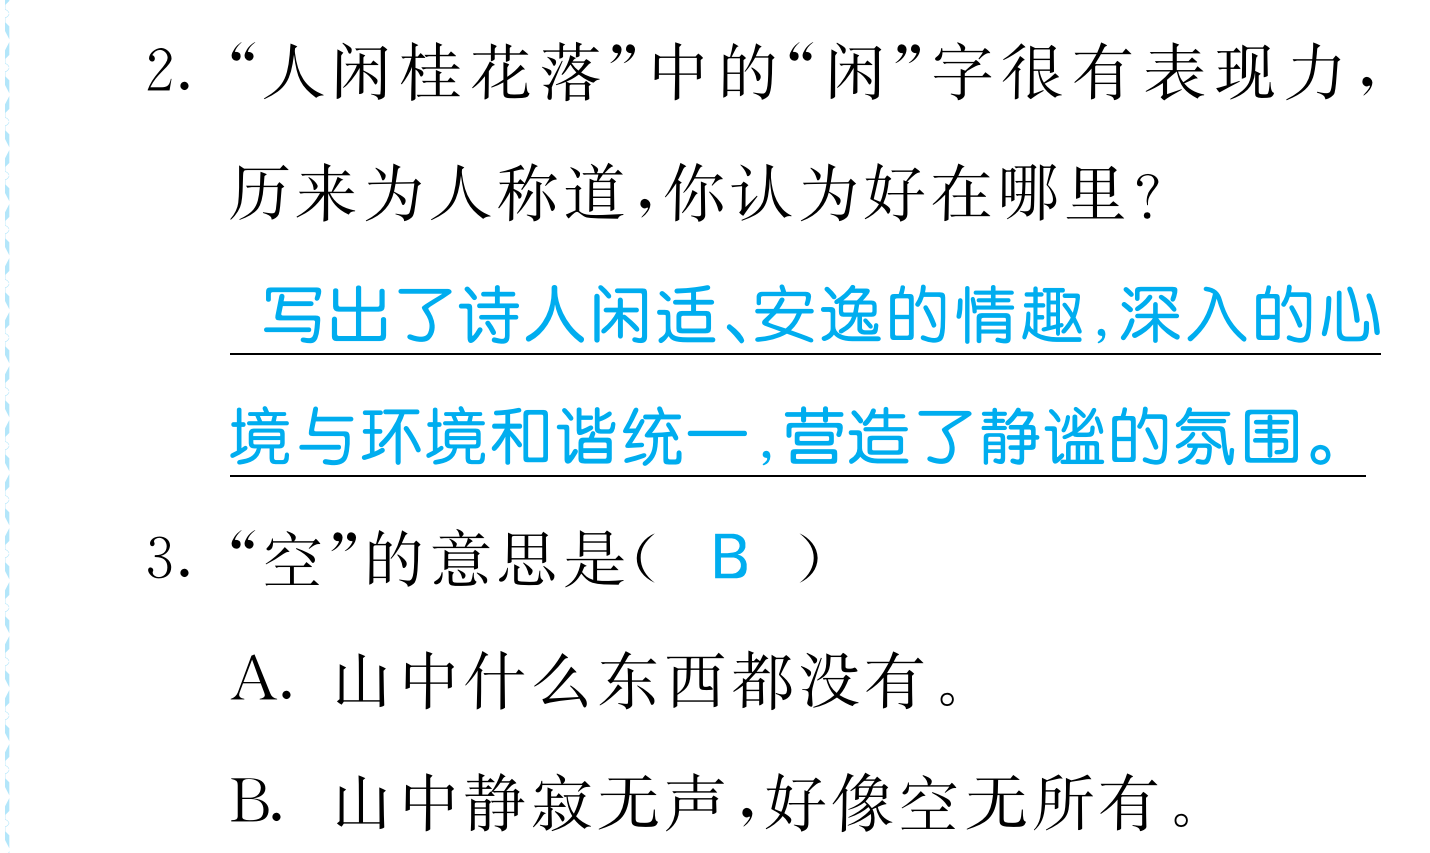 2. “人闲桂花落”中的“闲”字很有表现力，
历来为人称道，你认为好在哪里？
写出了诗人闲适、安逸的情趣，深入的心
境与环境和谐统一，营造了静谧的氛围。
3. “空”的意思是（ B ）
A. 山中什么东西都没有。
B. 山中静寂无声，好像空无所有。